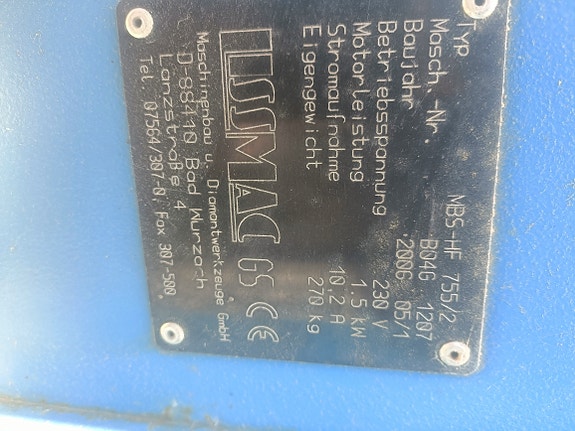 Typ MBS-HF 755/2
Masch.-Nr. B04G 1207
Baujahr 2006 05/1
Betriebsspannung 230 V
Motorleistung 1.5 kW
Stromaufnahme 10,2 A
Eigengewicht 270 Kg
LISSMAC GS CE
Maschinenbau u. Diamantwerkzeuge GmbH
D-88410 Bad Wurzach
Lanzstraße 4
Tel. 07564/307-0, Fax 307-500